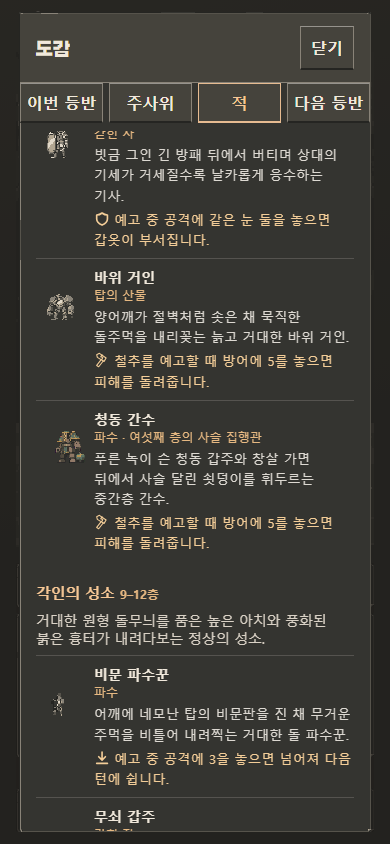 도감
닫기
이번 등반
주사위
적
다음 등반
갇힌 자
빗금 그인 긴 방패 뒤에서 버티며 상대의
기세가 거세질수록 날카롭게 응수하는
기사.
예고 중 공격에 같은 눈 둘을 놓으면
갑옷이 부서집니다.
바위 거인
탑의 산물
양어깨가 절벽처럼 솟은 채 묵직한
돌주먹을 내리꽂는 늙고 거대한 바위 거인.
철추를 예고할 때 방어에 5를 놓으면
피해를 돌려줍니다.
청동 간수
파수 · 여섯째 층의 사슬 집행관
푸른 녹이 슨 청동 갑주와 창살 가면
뒤에서 사슬 달린 쇳덩이를 휘두르는
중간층 간수.
철추를 예고할 때 방어에 5를 놓으면
피해를 돌려줍니다.
각인의 성소 9–12층
거대한 원형 돌무늬를 품은 높은 아치와 풍화된
붉은 흉터가 내려다보는 정상의 성소.
비문 파수꾼
파수
어깨에 네모난 탑의 비문판을 진 채 무거운
주먹을 비틀어 내려찍는 거대한 돌 파수꾼.
예고 중 공격에 3을 놓으면 넘어져 다음
턴에 쉽니다.
무쇠 갑주